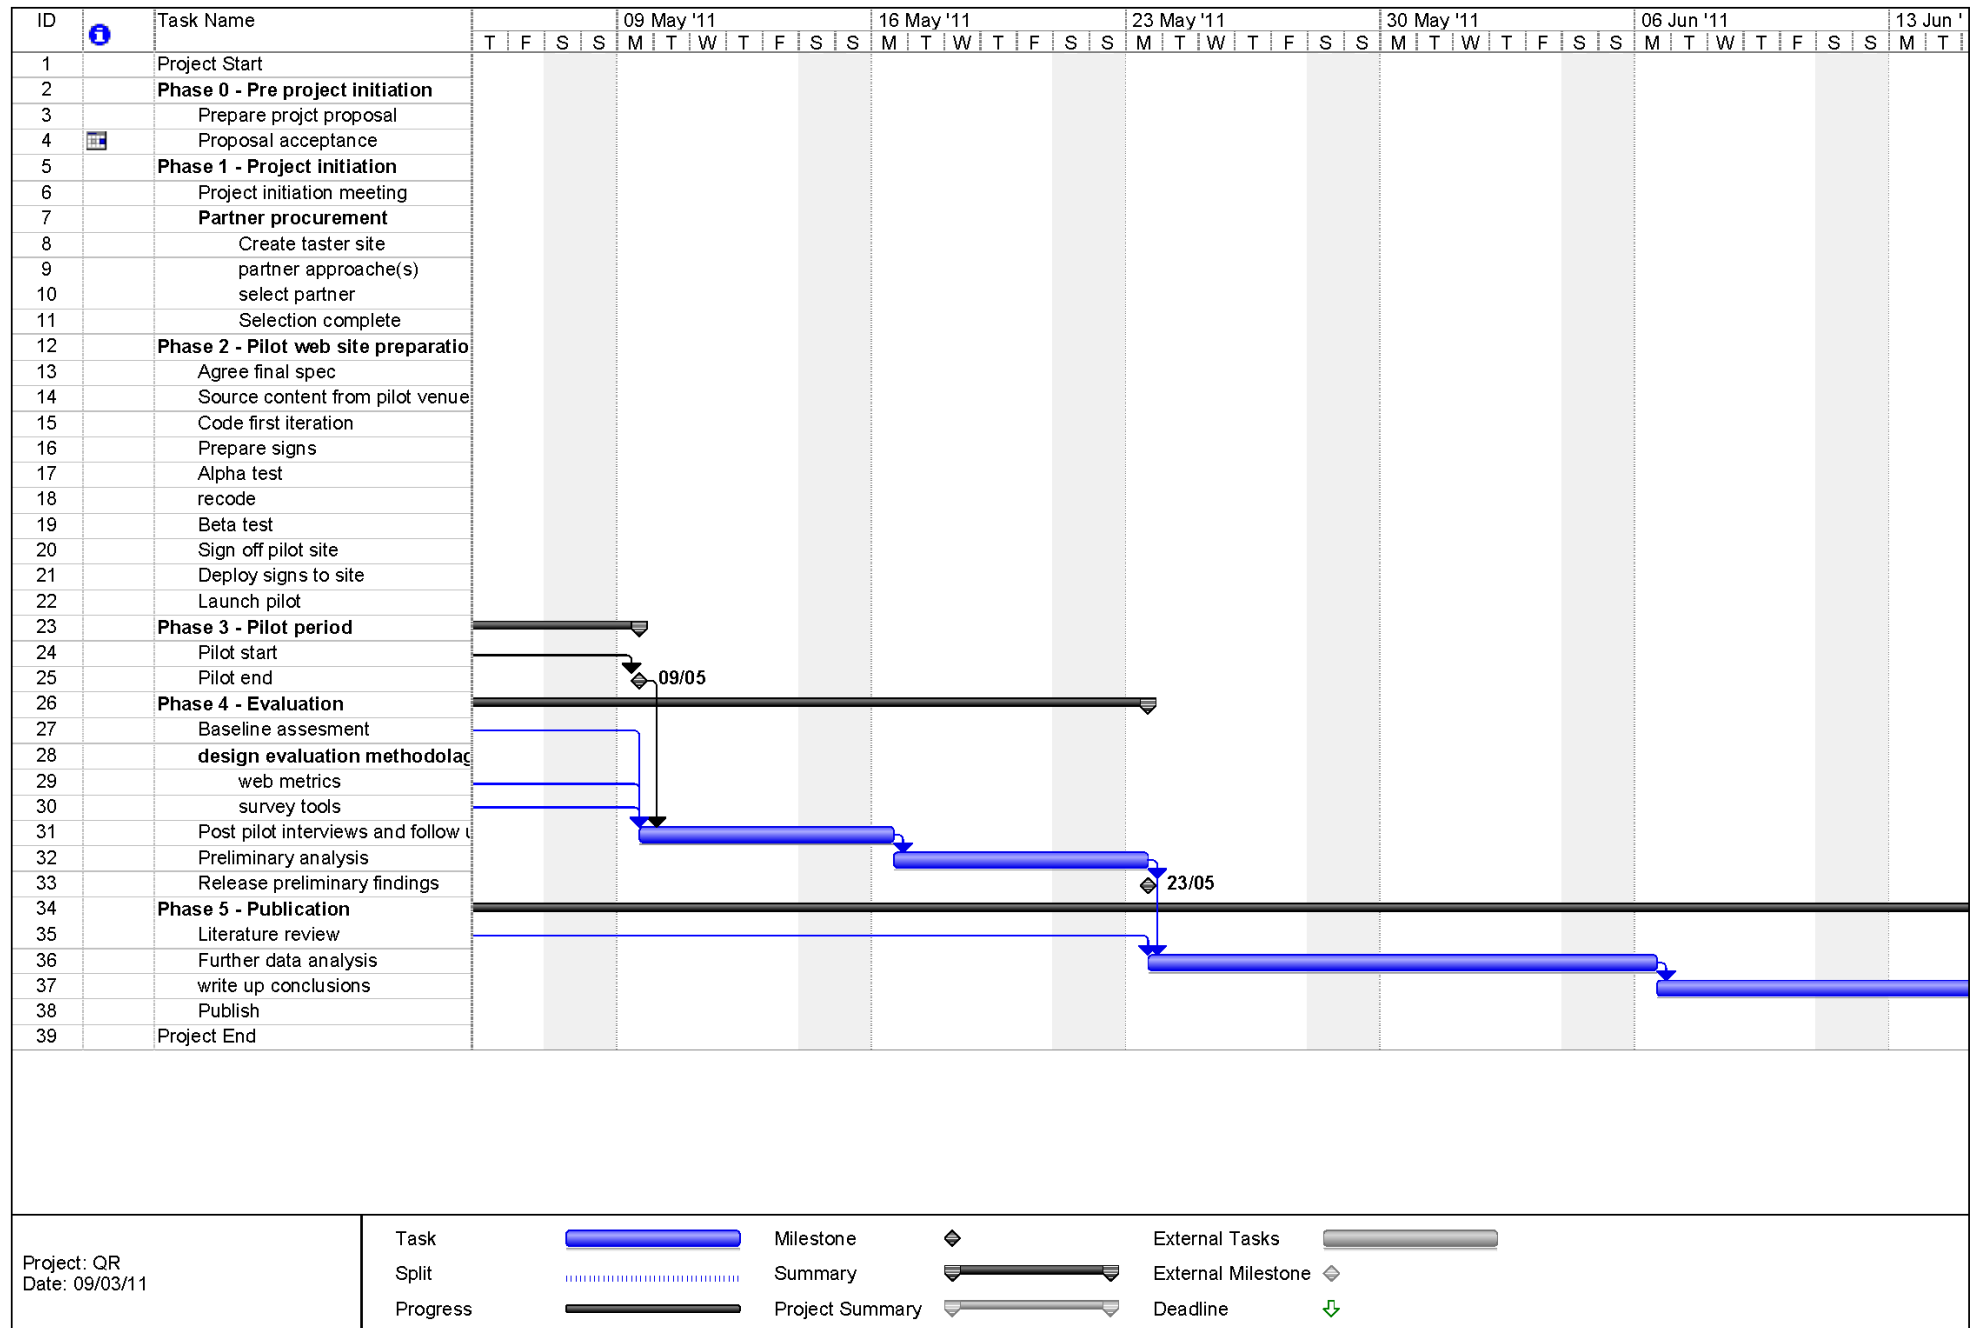 ID Task Name 09 May '11 16 May '11 23 May '11 30 May '11 06 Jun '11 13 Jun '
T F S S M T W T F S S M T W T F S S M T W T F S S M T W T F S S M T W T F S S M T
1 Project Start
2 Phase 0 - Pre project initiation
3 Prepare projct proposal
4 Proposal acceptance
5 Phase 1 - Project initiation
6 Project initiation meeting
7 Partner procurement
8 Create taster site
9 partner approache(s)
10 select partner
11 Selection complete
12 Phase 2 - Pilot web site preparatio
13 Agree final spec
14 Source content from pilot venue
15 Code first iteration
16 Prepare signs
17 Alpha test
18 recode
19 Beta test
20 Sign off pilot site
21 Deploy signs to site
22 Launch pilot
23 Phase 3 - Pilot period
24 Pilot start
25 Pilot end 09/05
26 Phase 4 - Evaluation
27 Baseline assesment
28 design evaluation methodolag
29 web metrics
30 survey tools
31 Post pilot interviews and follow u
32 Preliminary analysis
33 Release preliminary findings 23/05
34 Phase 5 - Publication
35 Literature review
36 Further data analysis
37 write up conclusions
38 Publish
39 Project End
Project: QR
Date: 09/03/11
Task Milestone External Tasks
Split Summary External Milestone
Progress Project Summary Deadline